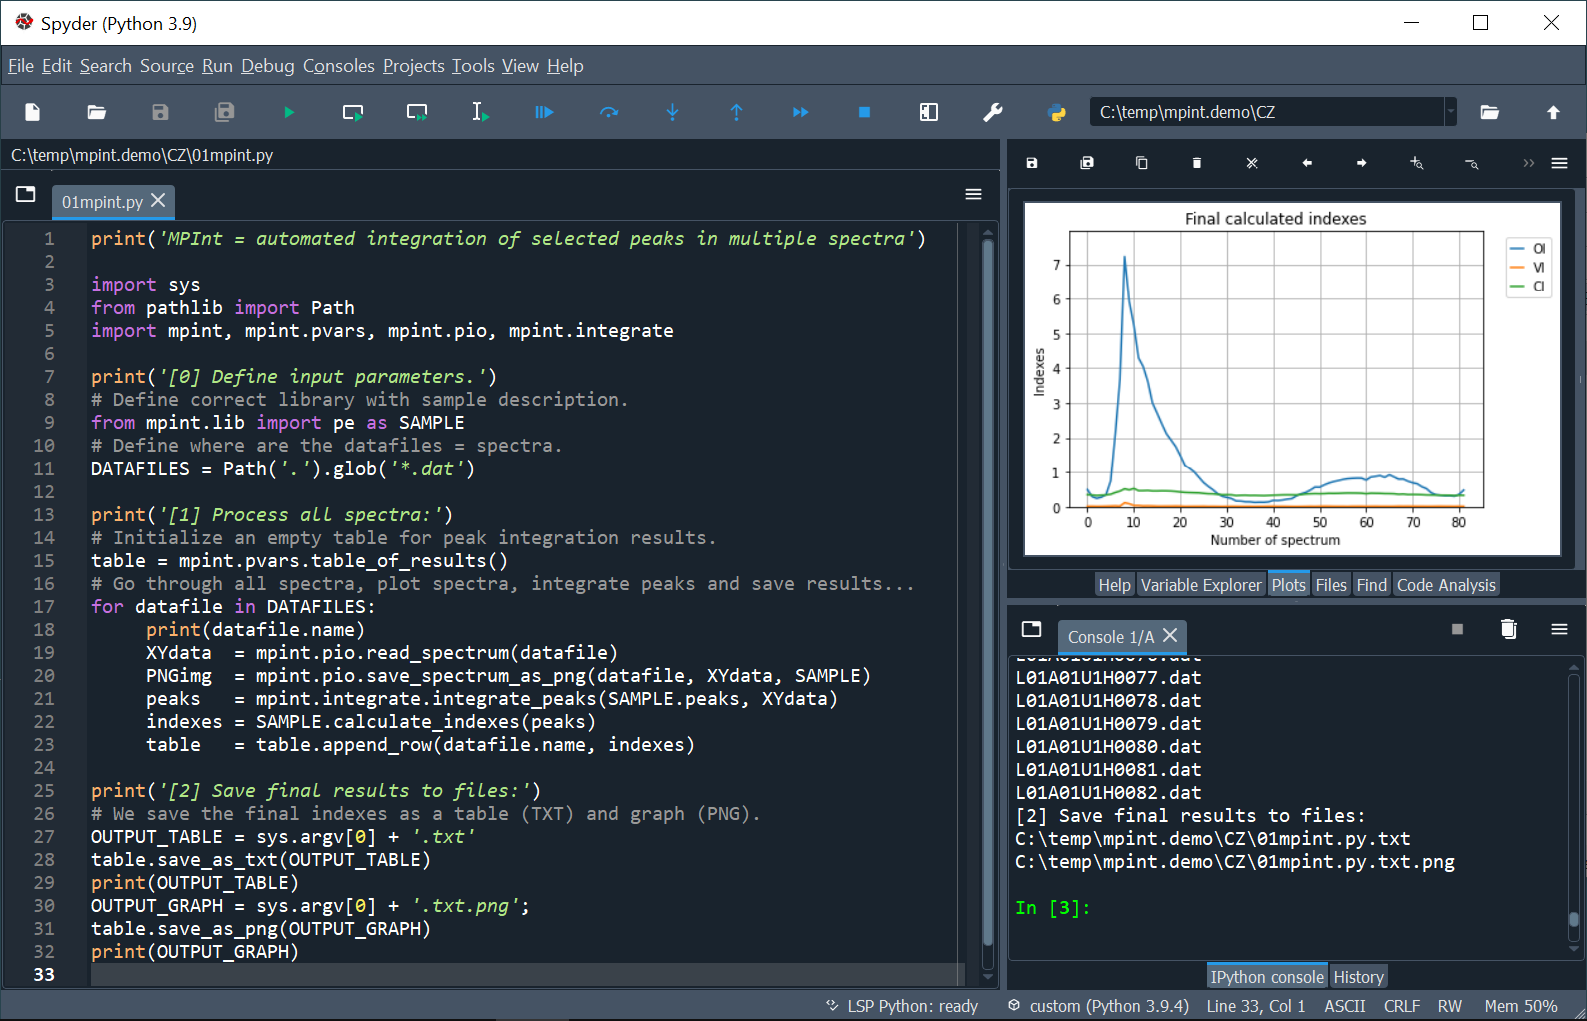 Spyder (Python 3.9)
File Edit Search Source Run Debug Consoles Projects Tools View Help
C:\temp\mpint.demo\CZ
C:\temp\mpint.demo\CZ\01mpint.py
01mpint.py
1 print('MPInt = automated integration of selected peaks in multiple spectra')
2
3 import sys
4 from pathlib import Path
5 import mpint, mpint.pvars, mpint.pio, mpint.integrate
6
7 print('[0] Define input parameters.')
8 # Define correct library with sample description.
9 from mpint.lib import pe as SAMPLE
10 # Define where are the datafiles = spectra.
11 DATAFILES = Path('.').glob('*.dat')
12
13 print('[1] Process all spectra:')
14 # Initialize an empty table for peak integration results.
15 table = mpint.pvars.table_of_results()
16 # Go through all spectra, plot spectra, integrate peaks and save results...
17 for datafile in DATAFILES:
18     print(datafile.name)
19     XYdata  = mpint.pio.read_spectrum(datafile)
20     PNGimg  = mpint.pio.save_spectrum_as_png(datafile, XYdata, SAMPLE)
21     peaks   = mpint.integrate.integrate_peaks(SAMPLE.peaks, XYdata)
22     indexes = SAMPLE.calculate_indexes(peaks)
23     table   = table.append_row(datafile.name, indexes)
24
25 print('[2] Save final results to files:')
26 # We save the final indexes as a table (TXT) and graph (PNG).
27 OUTPUT_TABLE = sys.argv[0] + '.txt'
28 table.save_as_txt(OUTPUT_TABLE)
29 print(OUTPUT_TABLE)
30 OUTPUT_GRAPH = sys.argv[0] + '.txt.png';
31 table.save_as_png(OUTPUT_GRAPH)
32 print(OUTPUT_GRAPH)
33
Final calculated indexes
OI
VI
CI
7
6
5
4
3
2
1
0
Indexes
0 10 20 30 40 50 60 70 80
Number of spectrum
Help Variable Explorer Plots Files Find Code Analysis
Console 1/A
L01A01U1H0077.dat
L01A01U1H0078.dat
L01A01U1H0079.dat
L01A01U1H0080.dat
L01A01U1H0081.dat
L01A01U1H0082.dat
[2] Save final results to files:
C:\temp\mpint.demo\CZ\01mpint.py.txt
C:\temp\mpint.demo\CZ\01mpint.py.txt.png
In [3]:
IPython console History
LSP Python: ready custom (Python 3.9.4) Line 33, Col 1 ASCII CRLF RW Mem 50%